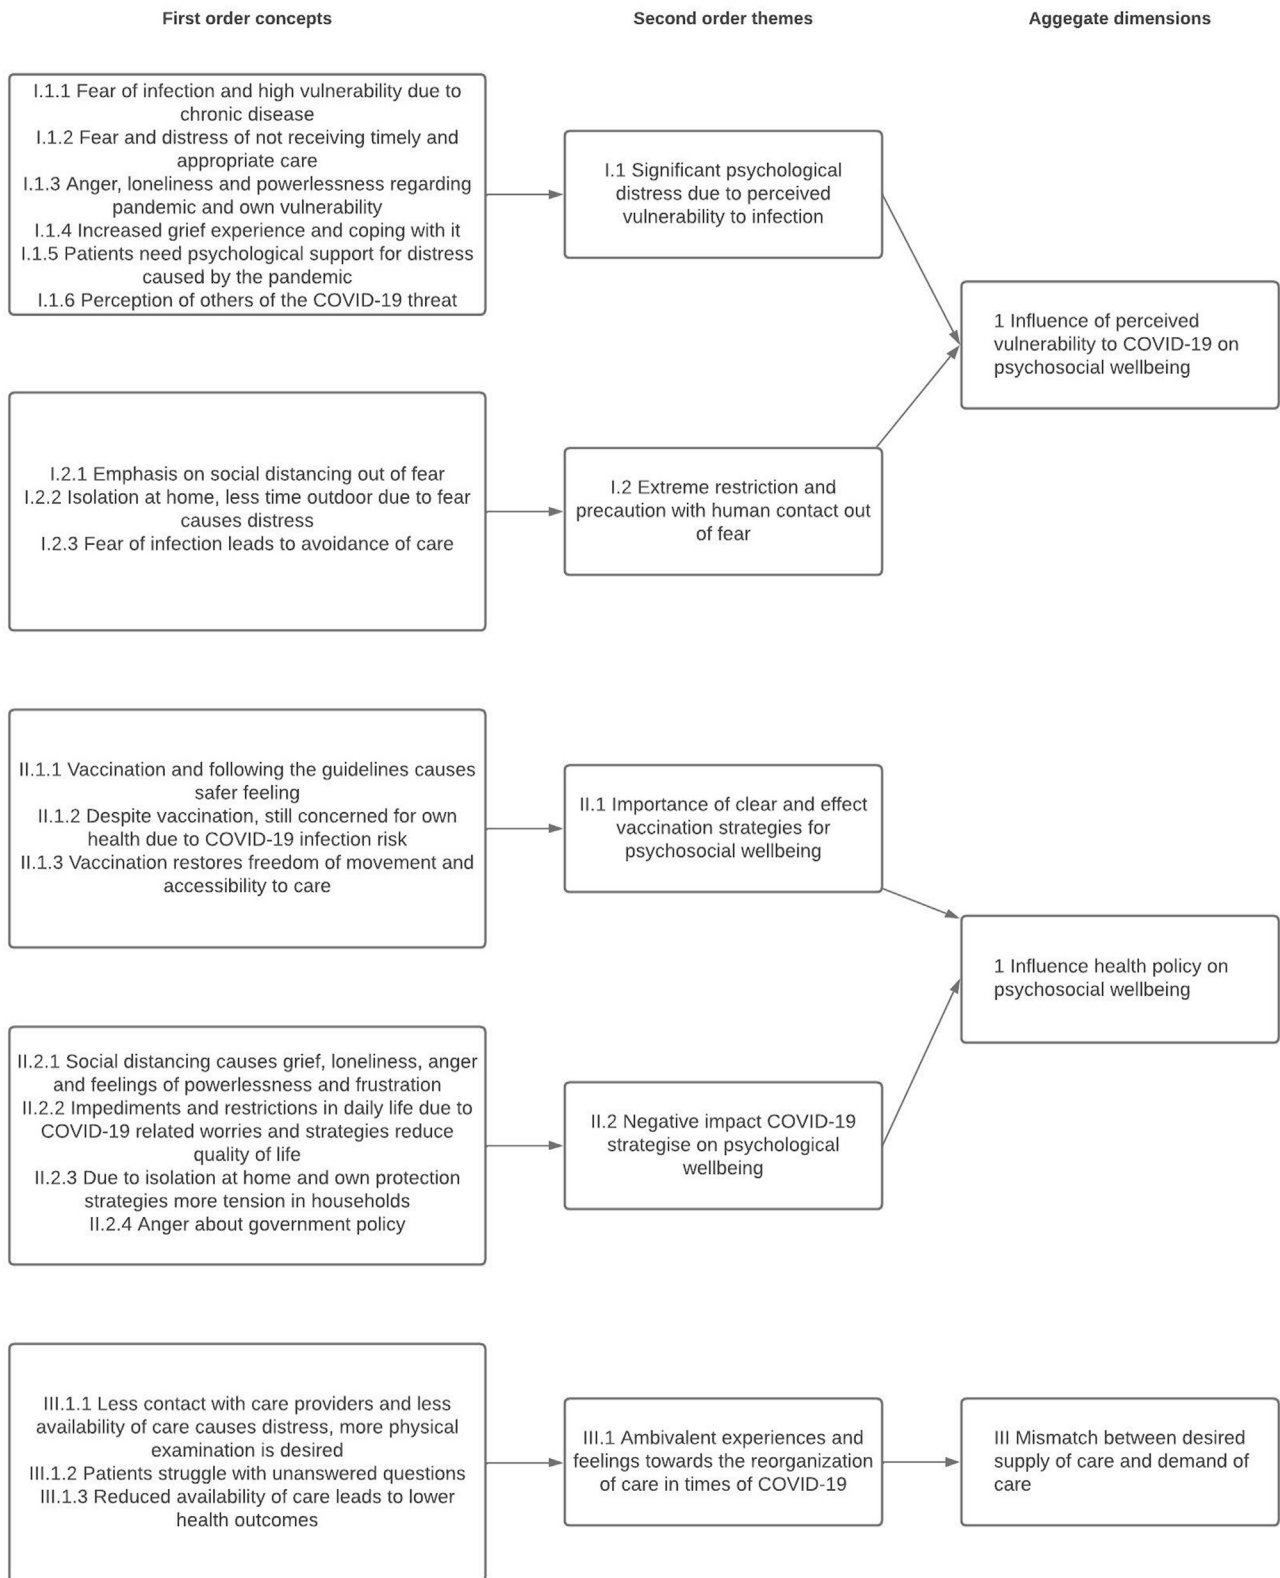 First order concepts
Second order themes
Aggegate dimensions
I.1.1 Fear of infection and high vulnerability due to
chronic disease
I.1.2 Fear and distress of not receiving timely and
appropriate care
I.1.3 Anger, loneliness and powerlessness regarding
pandemic and own vulnerability
I.1.4 Increased grief experience and coping with it
I.1.5 Patients need psychological support for distress
caused by the pandemic
I.1.6 Perception of others of the COVID-19 threat
I.1 Significant psychological
distress due to perceived
vulnerability to infection
1 Influence of perceived
vulnerability to COVID-19 on
psychosocial wellbeing
I.2.1 Emphasis on social distancing out of fear
I.2.2 Isolation at home, less time outdoor due to fear
causes distress
I.2.3 Fear of infection leads to avoidance of care
I.2 Extreme restriction and
precaution with human contact out
of fear
II.1.1 Vaccination and following the guidelines causes
safer feeling
II.1.2 Despite vaccination, still concerned for own
health due to COVID-19 infection risk
II.1.3 Vaccination restores freedom of movement and
accessibility to care
II.1 Importance of clear and effect
vaccination strategies for
psychosocial wellbeing
1 Influence health policy on
psychosocial wellbeing
II.2.1 Social distancing causes grief, loneliness, anger
and feelings of powerlessness and frustration
II.2.2 Impediments and restrictions in daily life due to
COVID-19 related worries and strategies reduce
quality of life
II.2.3 Due to isolation at home and own protection
strategies more tension in households
II.2.4 Anger about government policy
II.2 Negative impact COVID-19
strategise on psychological
wellbeing
III.1.1 Less contact with care providers and less
availability of care causes distress, more physical
examination is desired
III.1.2 Patients struggle with unanswered questions
III.1.3 Reduced availability of care leads to lower
health outcomes
III.1 Ambivalent experiences and
feelings towards the reorganization
of care in times of COVID-19
III Mismatch between desired
supply of care and demand of
care